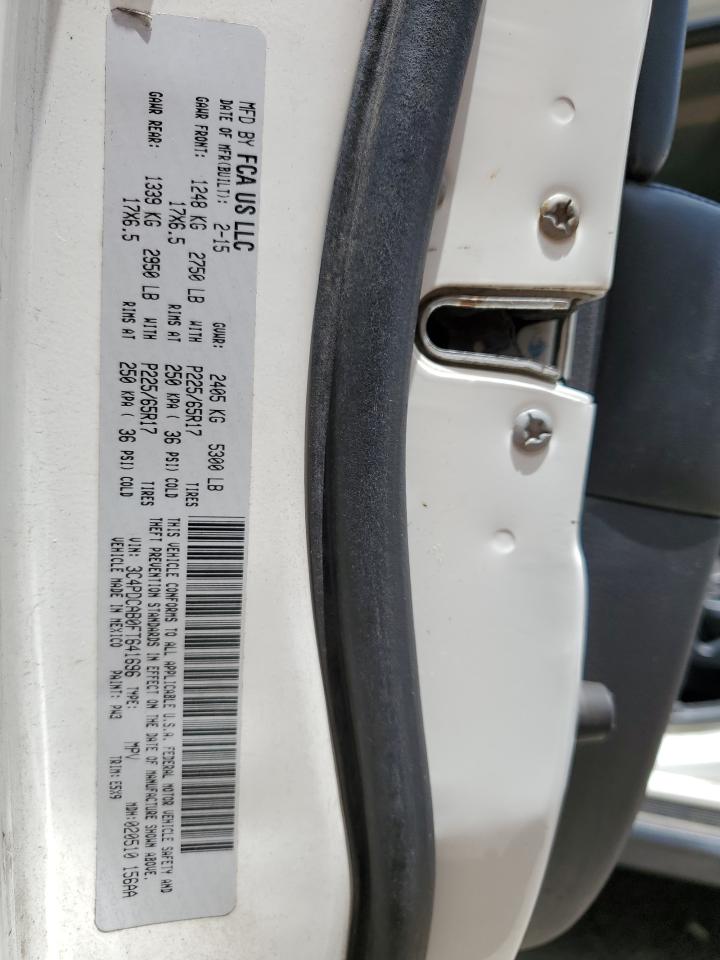 MFD BY FCA US LLC
DATE OF MFR(BUILT): 2-15 GVWR: 2405 KG 5300 LB
GAWR FRONT: 1248 KG 2750 LB WITH P225/65R17 TIRES
17X6.5 RIMS AT 250 KPA ( 36 PSI) COLD
GAWR REAR: 1339 KG 2950 LB WITH P225/65R17 TIRES
17X6.5 RIMS AT 250 KPA ( 36 PSI) COLD
THIS VEHICLE CONFORMS TO ALL APPLICABLE U.S.A. FEDERAL MOTOR VEHICLE SAFETY AND
THEFT PREVENTION STANDARDS IN EFFECT ON THE DATE OF MANUFACTURE SHOWN ABOVE.
VIN: 3C4PDCAB0FT641696 TYPE: MPV MDH:020510 156AA
VEHICLE MADE IN MEXICO PAINT: PW3 TRIM: E5X9